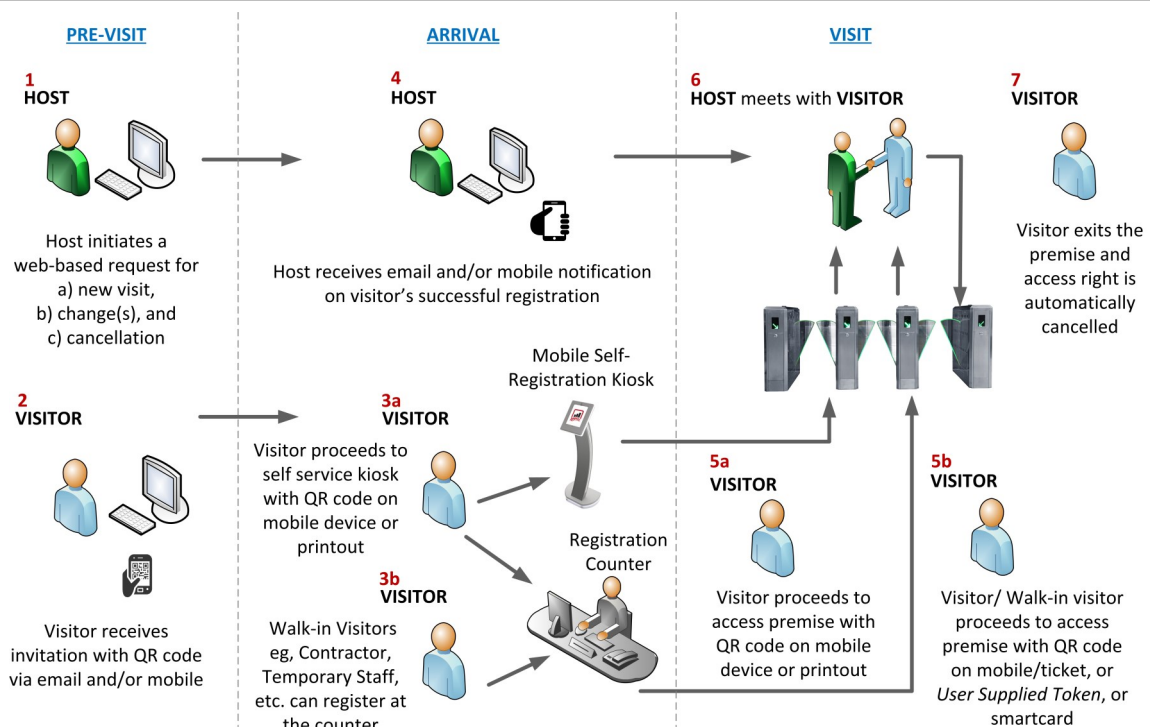 PRE-VISIT
ARRIVAL
VISIT
1
HOST
Host initiates a
web-based request for
a) new visit,
b) change(s), and
c) cancellation
2
VISITOR
Visitor receives
invitation with QR code
via email and/or mobile
4
HOST
Host receives email and/or mobile notification
on visitor's successful registration
Mobile Self-
Registration Kiosk
3a
VISITOR
Visitor proceeds to
self service kiosk
with QR code on
mobile device or
printout
Registration
Counter
3b
VISITOR
Walk-in Visitors
eg, Contractor,
Temporary Staff,
etc. can register at
the counter
6
HOST meets with VISITOR
7
VISITOR
Visitor exits the
premise and
access right is
automatically
cancelled
5a
VISITOR
Visitor proceeds to
access premise with
QR code on mobile
device or printout
5b
VISITOR
Visitor/ Walk-in visitor
proceeds to access
premise with QR code
on mobile/ticket, or
User Supplied Token, or
smartcard